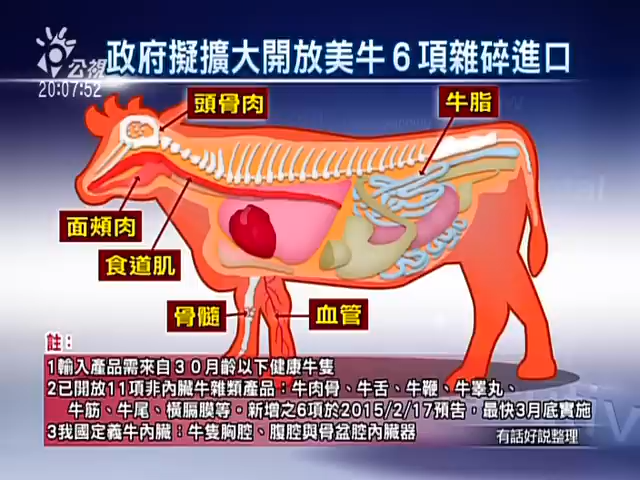 公視
政府擬擴大開放美牛6項雜碎進口
20:07:52
頭骨肉
牛脂
面頰肉
食道肌
骨髓
血管
註：
1輸入產品需來自30月齡以下健康牛隻
2已開放11項非內臟牛雜類產品：牛肉骨、牛舌、牛鞭、牛睪丸、
牛筋、牛尾、橫膈膜等。新增之6項於2015/2/17預告，最快3月底實施
3我國定義牛內臟：牛隻胸腔、腹腔與骨盆腔內臟器
有話好說整理